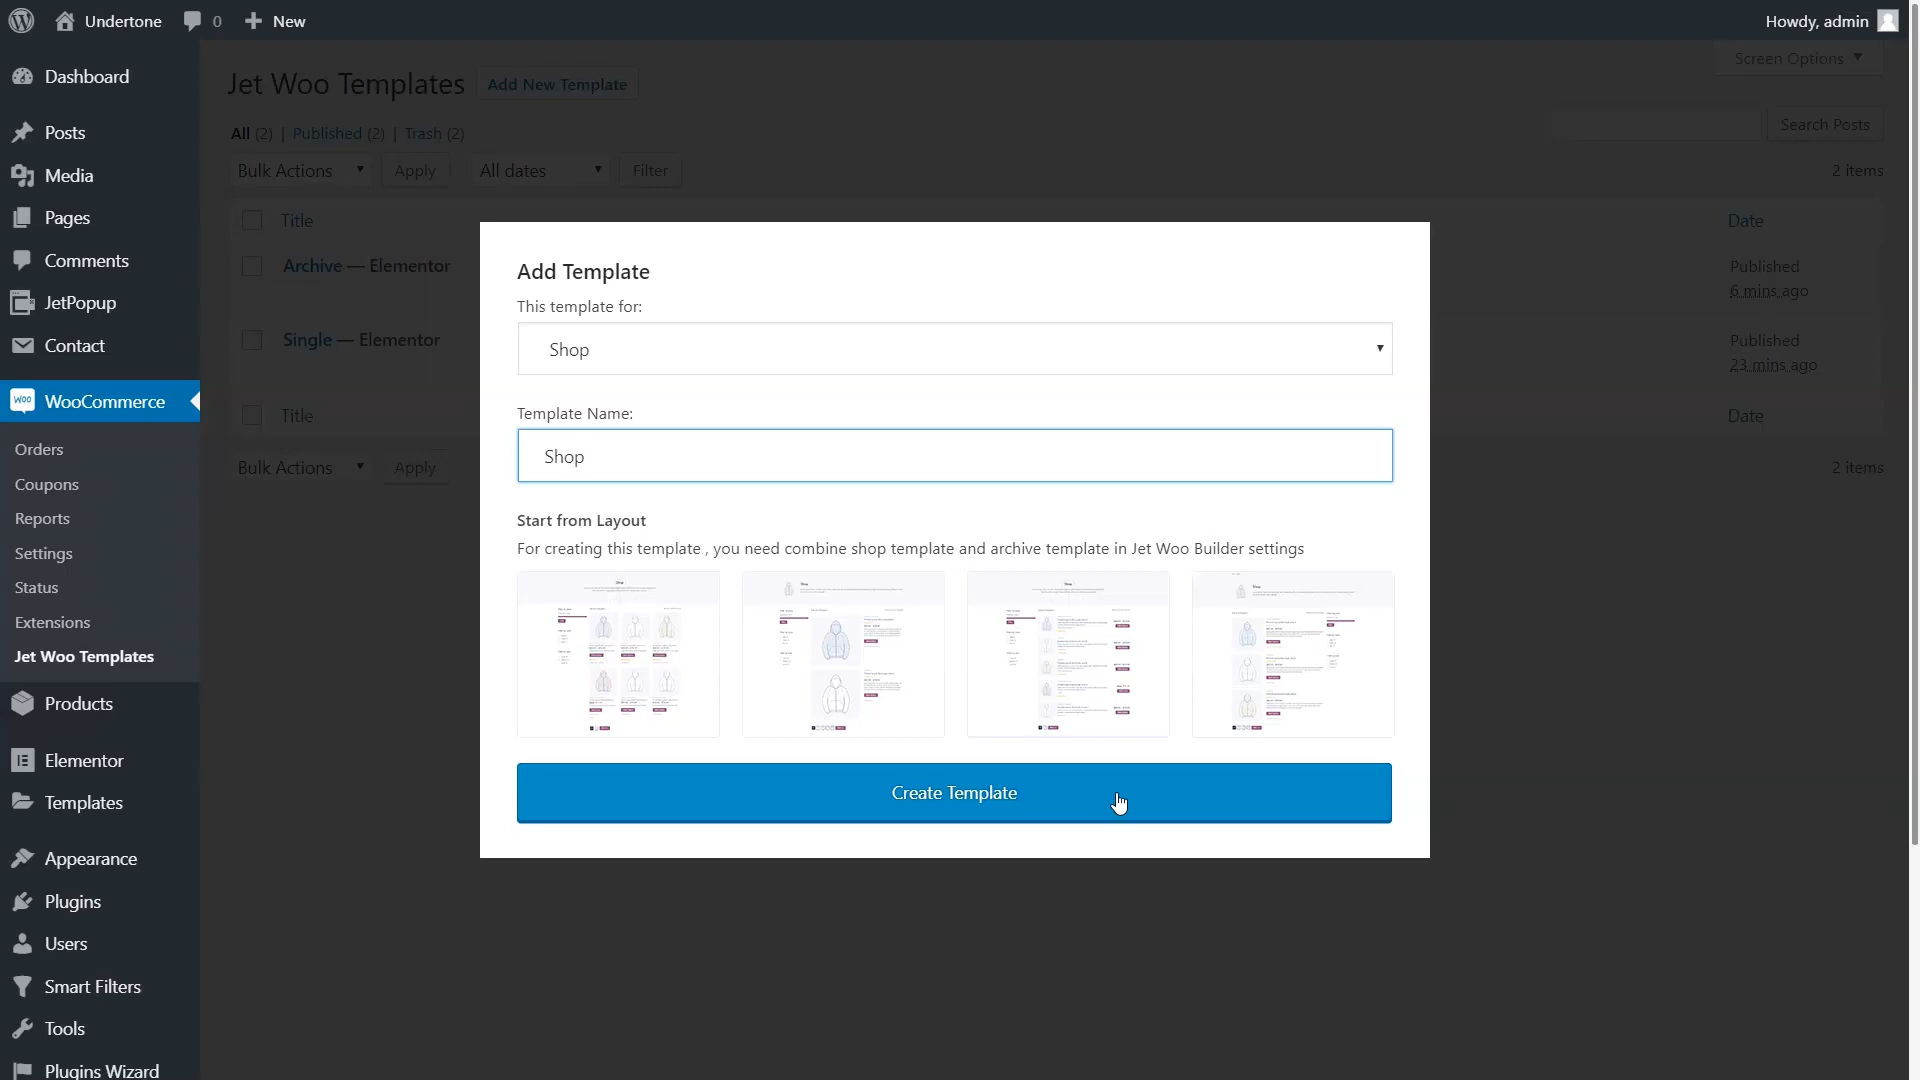 Undertone 0 New Howdy, admin
Dashboard
Posts
Media
Pages
Comments
JetPopup
Contact
WooCommerce
Orders
Coupons
Reports
Settings
Status
Extensions
Jet Woo Templates
Products
Elementor
Templates
Appearance
Plugins
Users
Smart Filters
Tools
Plugins Wizard
Screen Options
Jet Woo Templates Add New Template
All (2) | Published (2) | Trash (2)
Search Posts
Bulk Actions Apply All dates Filter 2 items
Title Date
Archive — Elementor Published
6 mins ago
Single — Elementor Published
23 mins ago
Title Date
Bulk Actions Apply 2 items
Add Template
This template for:
Shop
Template Name:
Shop
Start from Layout
For creating this template , you need combine shop template and archive template in Jet Woo Builder settings
Create Template